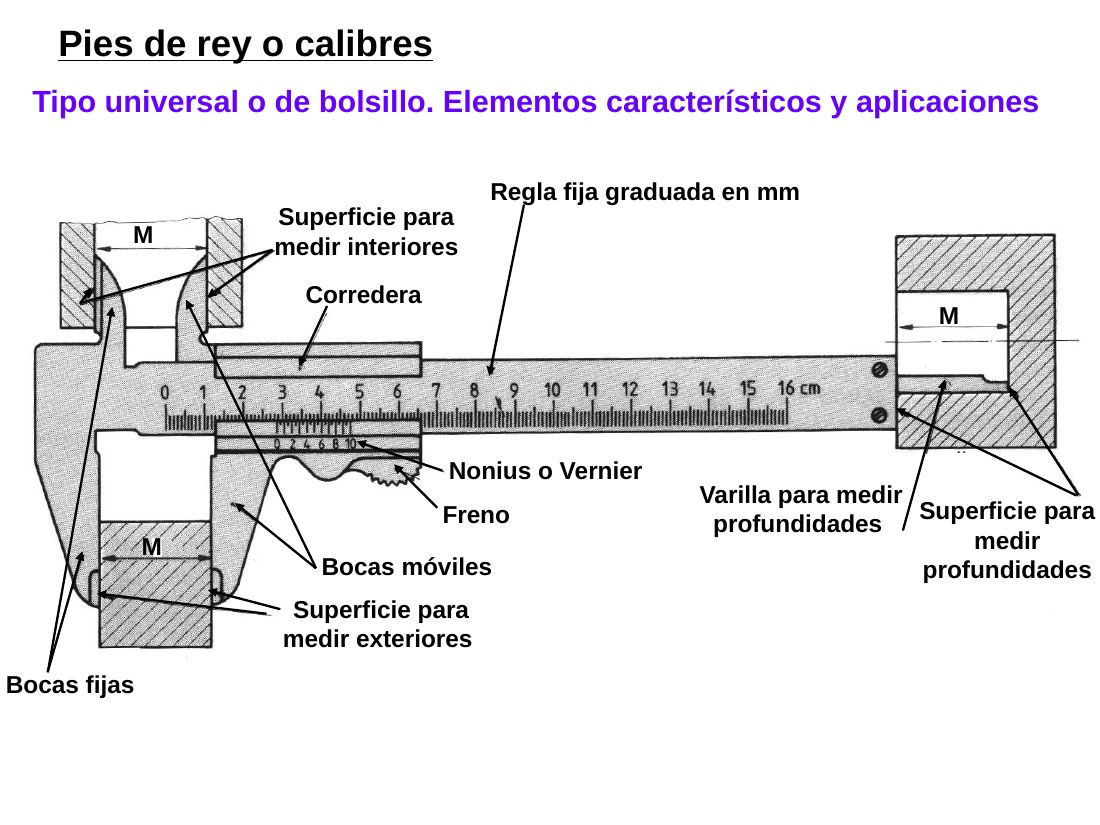 Pies de rey o calibres
Tipo universal o de bolsillo. Elementos característicos y aplicaciones
Regla fija graduada en mm
Superficie para
medir interiores
M
Corredera
M
0 1 2 3 4 5 6 7 8 9 10 11 12 13 14 15 16 cm
0 2 4 6 8 10
Nonius o Vernier
Freno
Varilla para medir
profundidades
Superficie para
medir
profundidades
M
Bocas móviles
Superficie para
medir exteriores
Bocas fijas